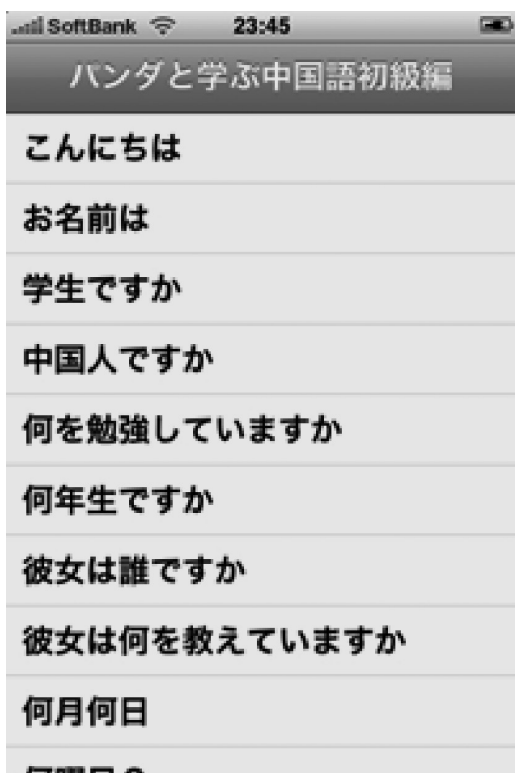 SoftBank 23:45
パンダと学ぶ中国語初級編
こんにちは
お名前は
学生ですか
中国人ですか
何を勉強していますか
何年生ですか
彼女は誰ですか
彼女は何を教えていますか
何月何日